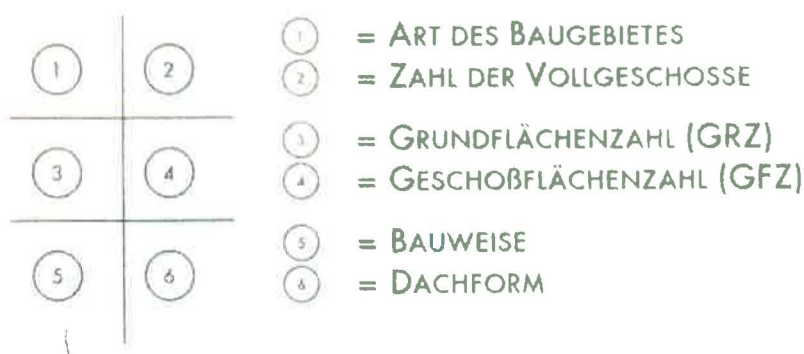 1 2
3 4
5 6
1 = ART DES BAUGEBIETES
2 = ZAHL DER VOLLGESCHOSSE
3 = GRUNDFLÄCHENZAHL (GRZ)
4 = GESCHOßFLÄCHENZAHL (GFZ)
5 = BAUWEISE
6 = DACHFORM